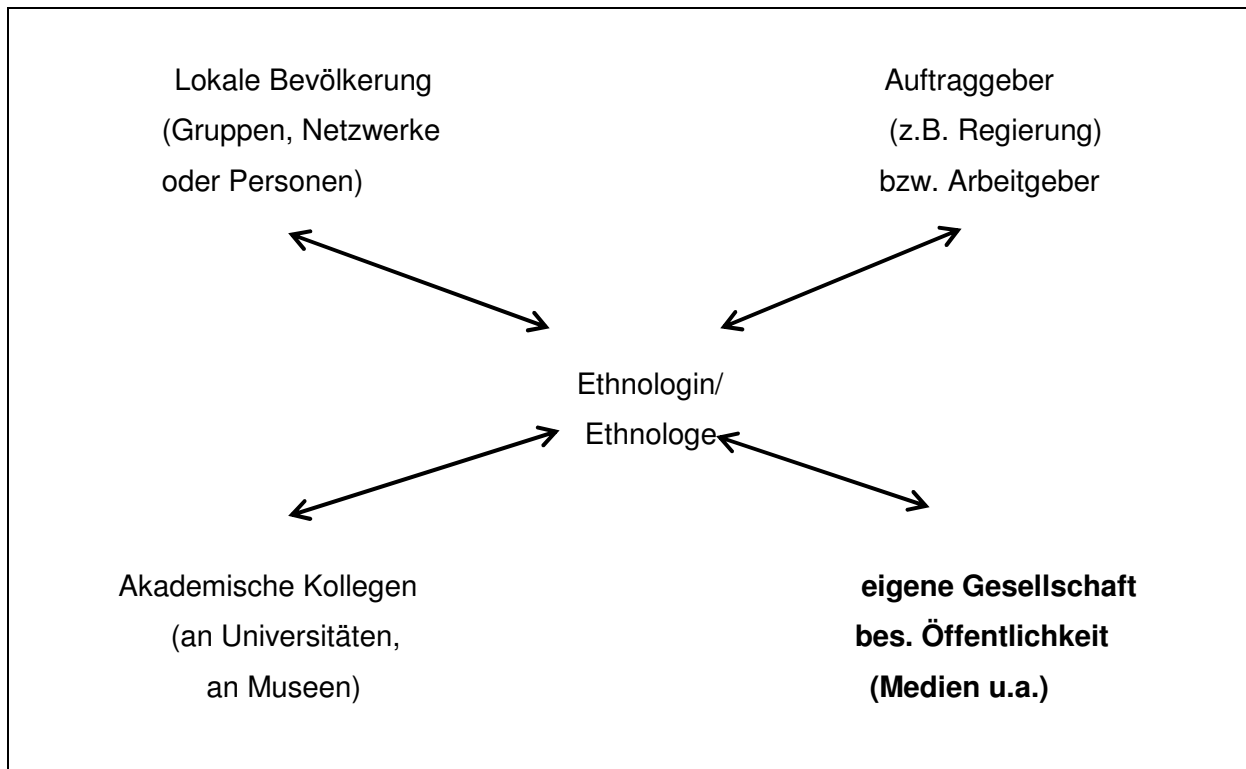 Lokale Bevölkerung
(Gruppen, Netzwerke
oder Personen)
Auftraggeber
(z.B. Regierung)
bzw. Arbeitgeber
Ethnologin/
Ethnologe
Akademische Kollegen
(an Universitäten,
an Museen)
eigene Gesellschaft
bes. Öffentlichkeit
(Medien u.a.)